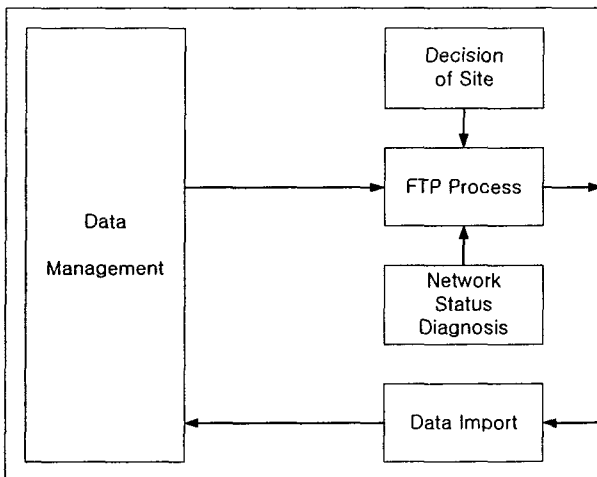 Decision
of Site
FTP Process
Data
Management
Network
Status
Diagnosis
Data Import